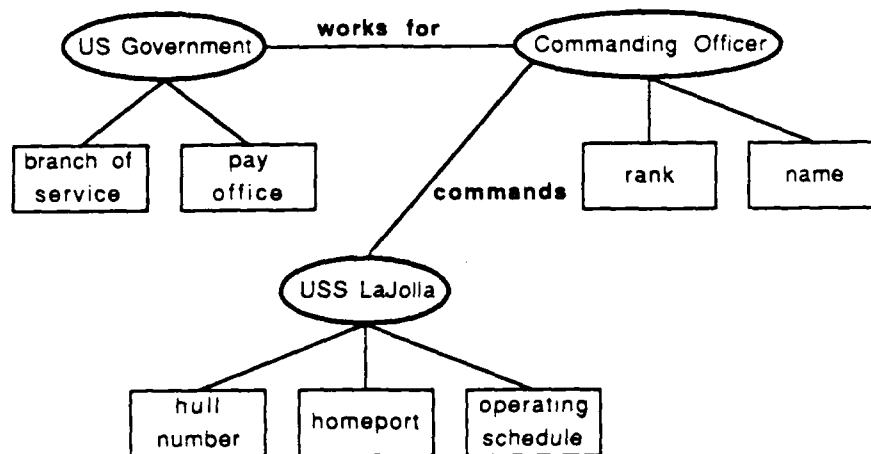 works for
US Government
Commanding Officer
branch of
service
pay
office
rank
name
commands
USS LaJolla
hull
number
homeport
operating
schedule